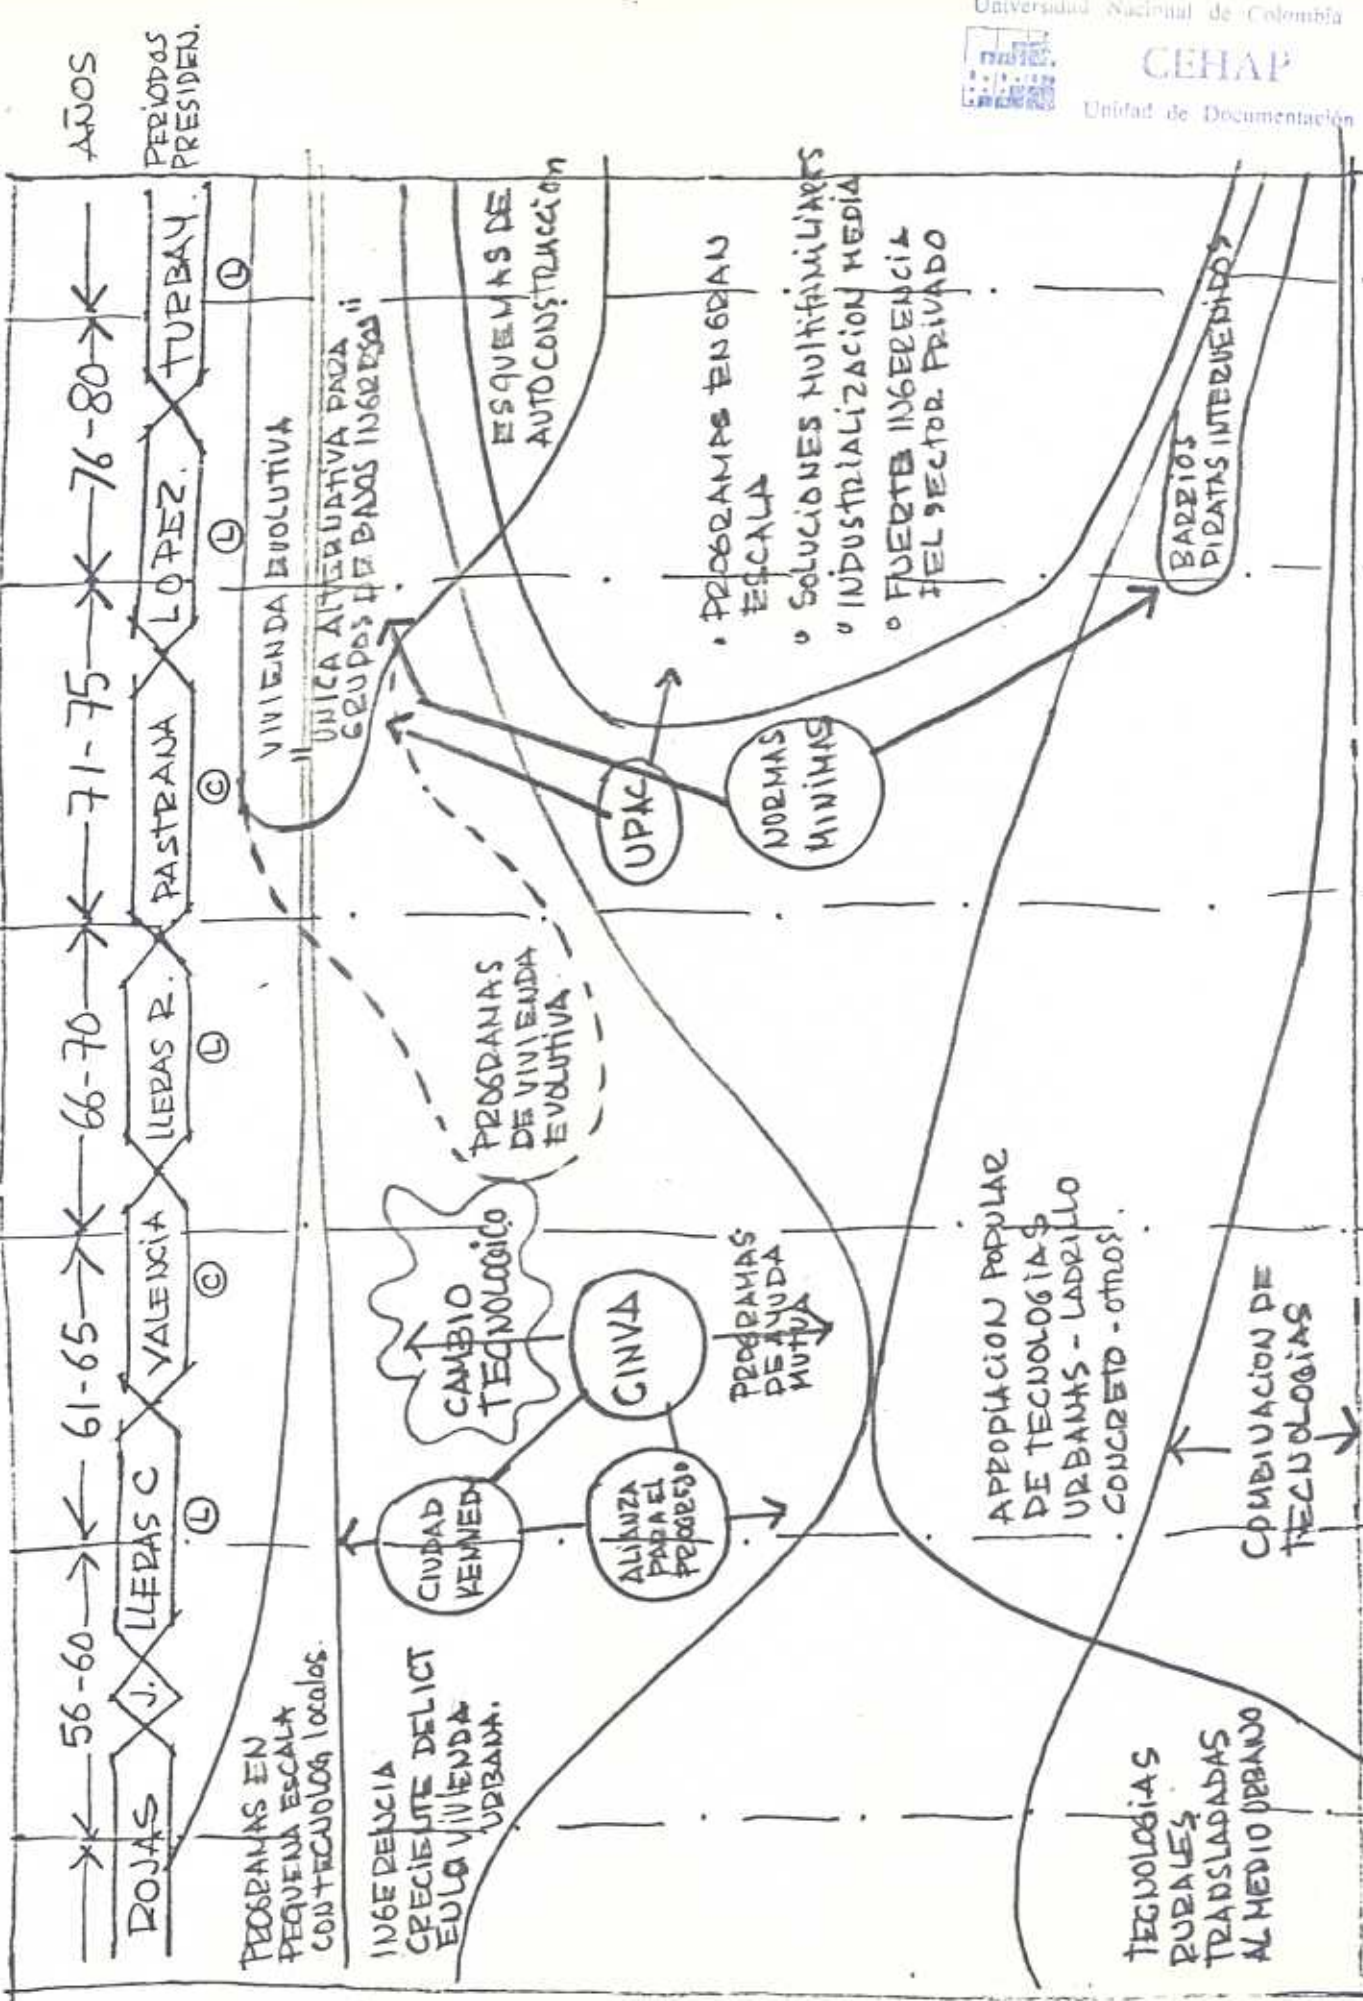 Universidad Nacional de Colombia
CEHAP
Unidad de Documentación
AÑOS
56-60
61-65
66-70
71-75
76-80
PERIODOS
PRESIDEN.
ROJAS
J.
LLERAS C
VALENCIA
LLERAS R.
PASTRANA
LOPEZ.
TURBAY.
L
C
L
C
L
L
PROGRAMAS EN
PEQUENA ESCALA
CON TECNOLOG locales.
INGERENCIA
CRECIENTE DEL ICT
EN LA VIVIENDA
URBANA.
CIUDAD
KENNEDY
ALIANZA
PARA EL
PROGRESO
CAMBIO
TECNOLOGICO
CINVA
PROGRAMAS
DE AYUDA
MUTUA
PROGRAMAS
DE VIVIENDA
EVOLUTIVA
VIVIENDA EVOLUTIVA
"UNICA ALTERNATIVA PARA
GRUPOS DE BAJOS INGRESOS"
ESQUEMAS DE
AUTOCONSTRUCCIÓN
UPAC
NORMAS
MINIMAS
• PROGRAMAS EN GRAN
ESCALA
• SOLUCIONES MULTIFAMILIARES
• INDUSTRIALIZACION MEDIA
• FUERTE INGERENCIA
DEL SECTOR PRIVADO
BARRIOS
PIRATAS INTERVENIDOS
TECNOLOGIAS
RURALES
TRANSLADADAS
AL MEDIO URBANO
APROPIACION POPULAR
DE TECNOLOGIAS
URBANAS - LADRILLO
CONCRETO - otros.
COMBINACION DE
TECNOLOGIAS